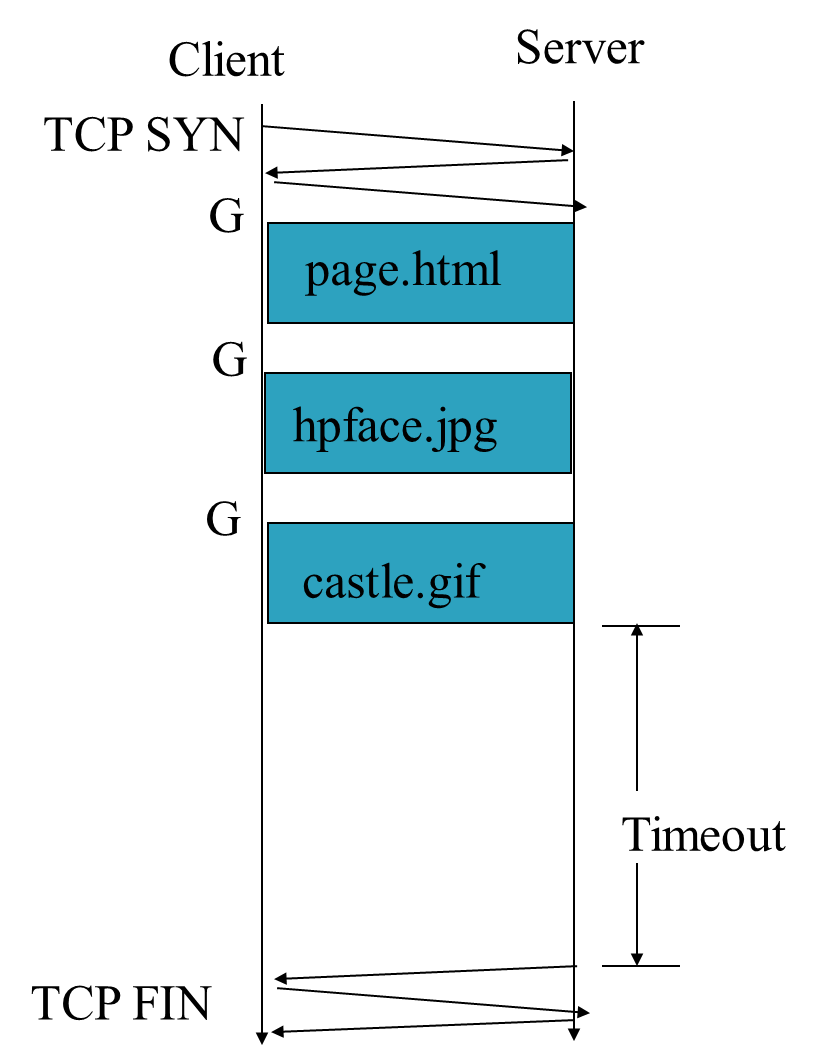 Client
Server
TCP SYN
G
page.html
G
hpface.jpg
G
castle.gif
Timeout
TCP FIN